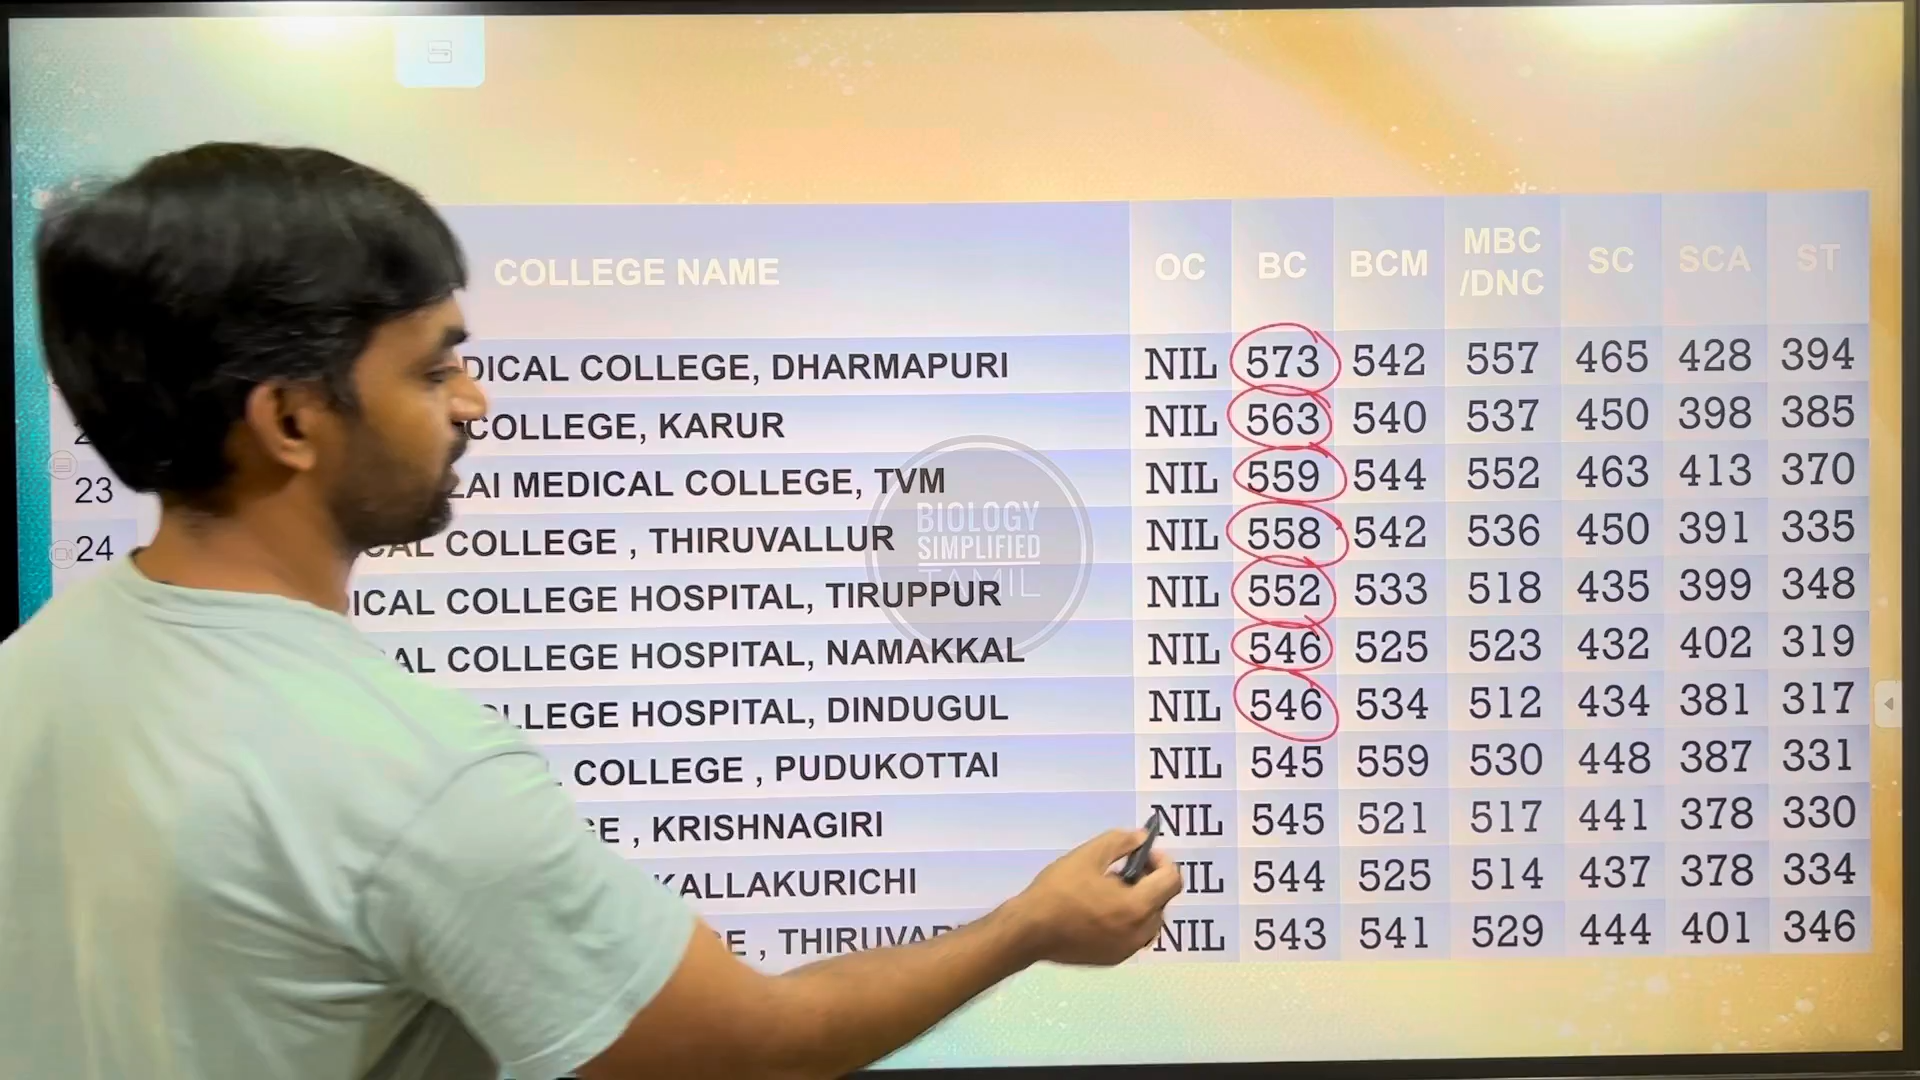 COLLEGE NAME OC BC BCM MBC /DNC SC SCA ST
DICAL COLLEGE, DHARMAPURI NIL 573 542 557 465 428 394
COLLEGE, KARUR NIL 563 540 537 450 398 385
23 LAI MEDICAL COLLEGE, TVM NIL 559 544 552 463 413 370
24 CAL COLLEGE , THIRUVALLUR NIL 558 542 536 450 391 335
ICAL COLLEGE HOSPITAL, TIRUPPUR NIL 552 533 518 435 399 348
AL COLLEGE HOSPITAL, NAMAKKAL NIL 546 525 523 432 402 319
LLEGE HOSPITAL, DINDUGUL NIL 546 534 512 434 381 317
L COLLEGE , PUDUKOTTAI NIL 545 559 530 448 387 331
GE , KRISHNAGIRI NIL 545 521 517 441 378 330
KALLAKURICHI NIL 544 525 514 437 378 334
E , NIL 543 541 529 444 401 346
BIOLOGY
SIMPLIFIED
TAMIL